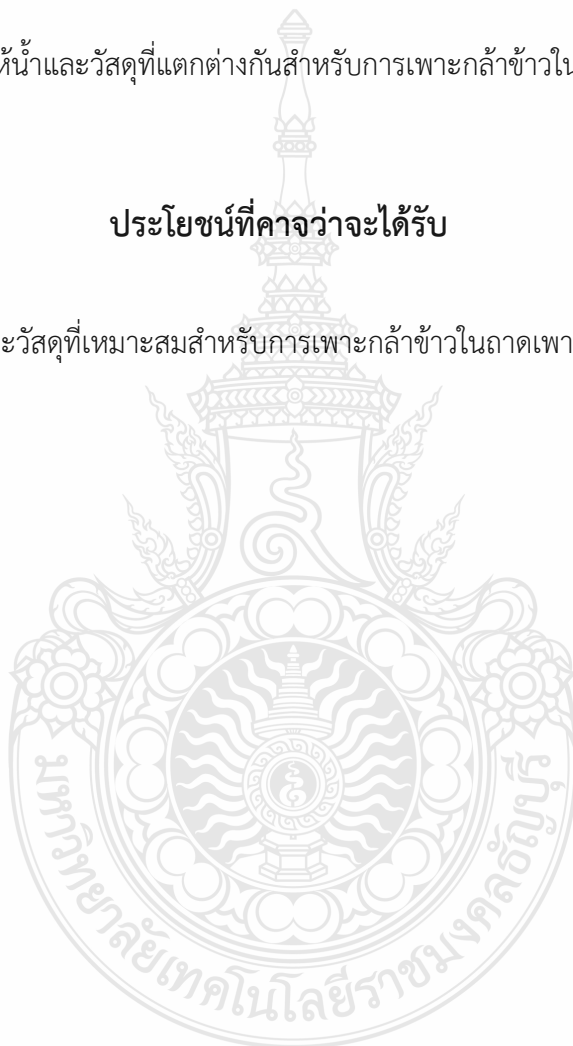 ห้น้ำและวัสดุที่แตกต่างกันสำหรับการเพาะกล้าข้าวใน
ประโยชน์ที่คาจว่าจะได้รับ
ะวัสดุที่เหมาะสมสำหรับการเพาะกล้าข้าวในถาดเพา
มหาวิทยาลัยเทคโนโลยีราชมงคลธัญบุรี